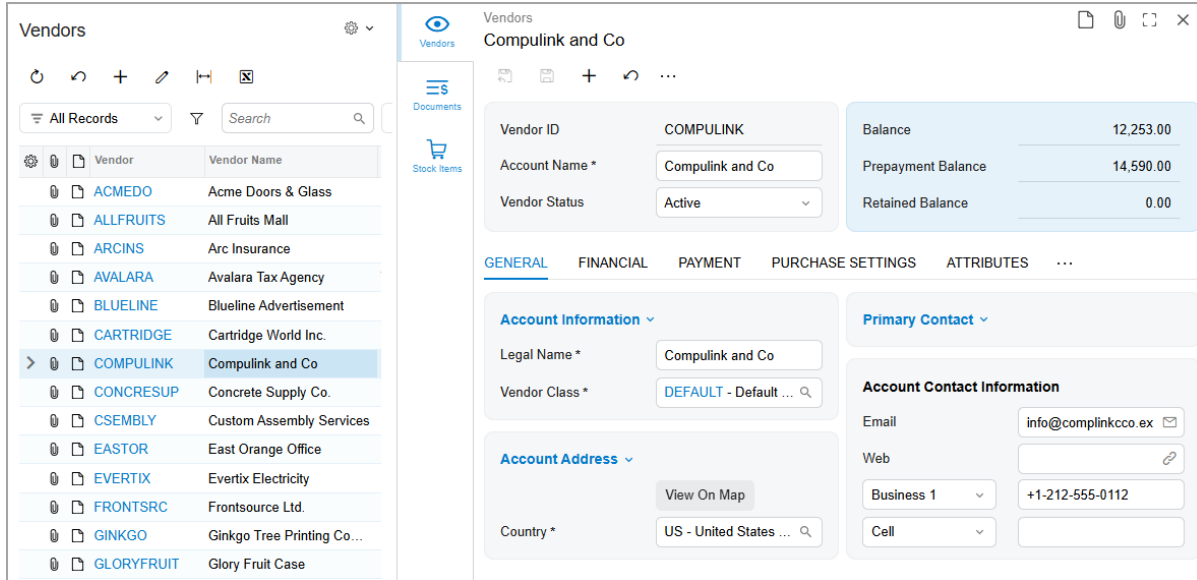 Vendors
All Records
Search
Vendor Vendor Name
ACMEDO Acme Doors & Glass
ALLFRUITS All Fruits Mall
ARCINS Arc Insurance
AVALARA Avalara Tax Agency
BLUELINE Blueline Advertisement
CARTRIDGE Cartridge World Inc.
COMPULINK Compulink and Co
CONCRESUP Concrete Supply Co.
CSEMBLY Custom Assembly Services
EASTOR East Orange Office
EVERTIX Evertix Electricity
FRONTSRC Frontsource Ltd.
GINKGO Ginkgo Tree Printing Co...
GLORYFRUIT Glory Fruit Case
Vendors
Documents
Stock Items
Vendors
Compulink and Co
Vendor ID COMPULINK
Account Name * Compulink and Co
Vendor Status Active
Balance 12,253.00
Prepayment Balance 14,590.00
Retained Balance 0.00
GENERAL FINANCIAL PAYMENT PURCHASE SETTINGS ATTRIBUTES
Account Information
Legal Name * Compulink and Co
Vendor Class * DEFAULT - Default ...
Account Address
View On Map
Country * US - United States ...
Primary Contact
Account Contact Information
Email info@complinkcco.ex
Web
Business 1 +1-212-555-0112
Cell